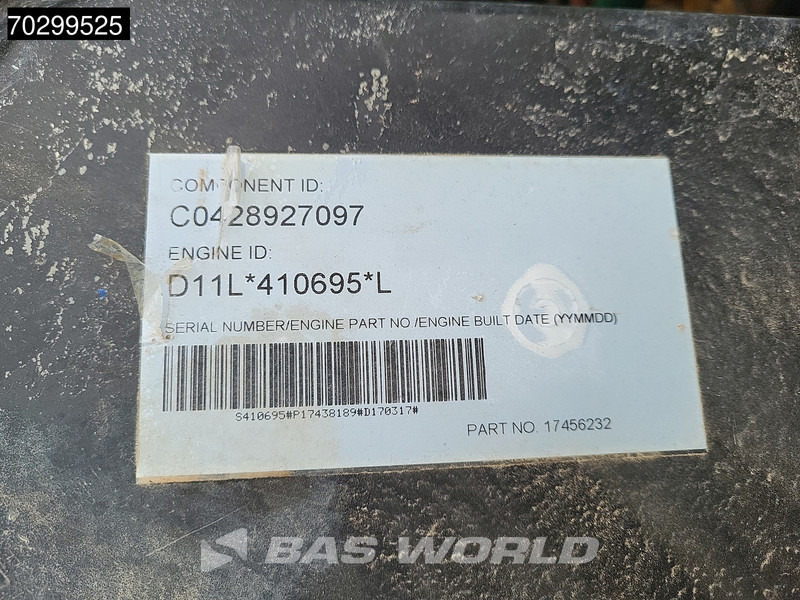 70299525
COMPONENT ID:
C0428927097
ENGINE ID:
D11L*410695*L
SERIAL NUMBER/ENGINE PART NO /ENGINE BUILT DATE (YYMMDD)
S410695#P17438189#D170317#
PART NO. 17456232
BAS WORLD